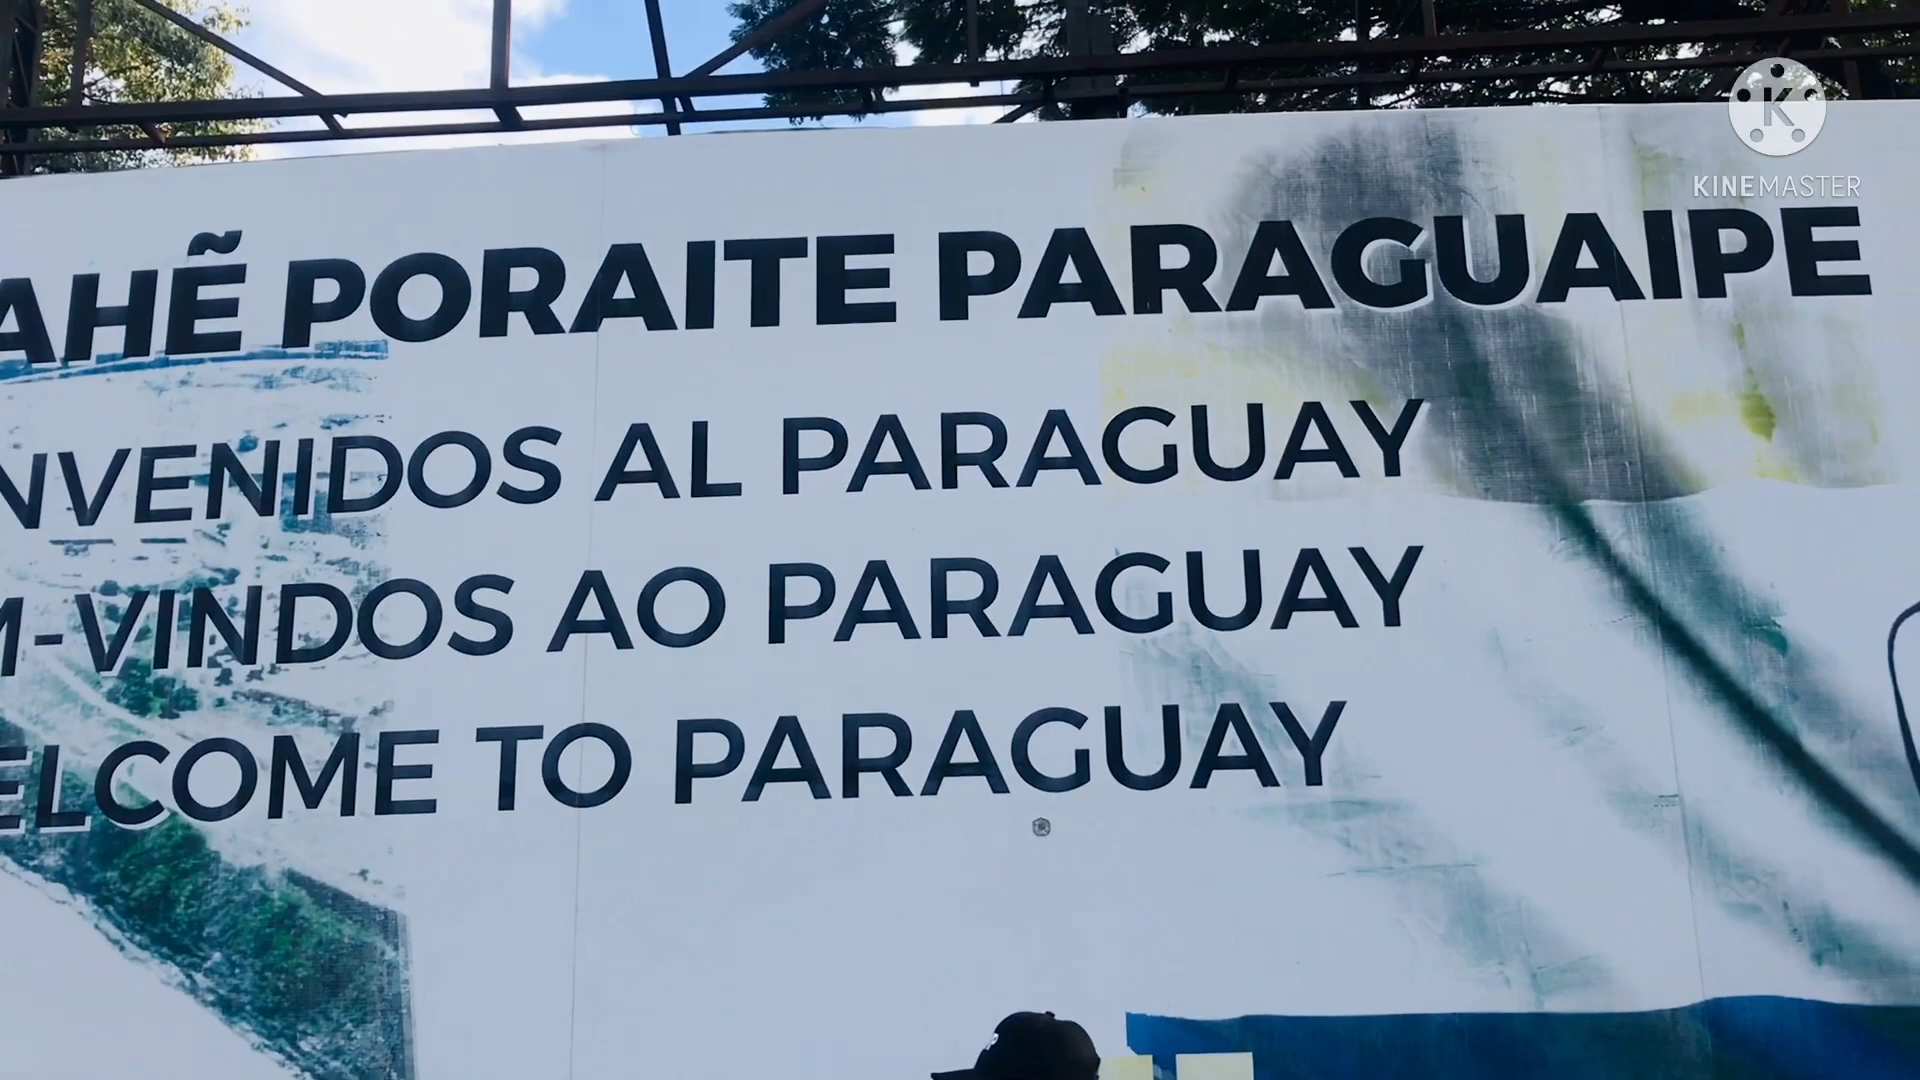 AHẼ PORAITE PARAGUAIPE
NVENIDOS AL PARAGUAY
M-VINDOS AO PARAGUAY
ELCOME TO PARAGUAY
K
KINEMASTER